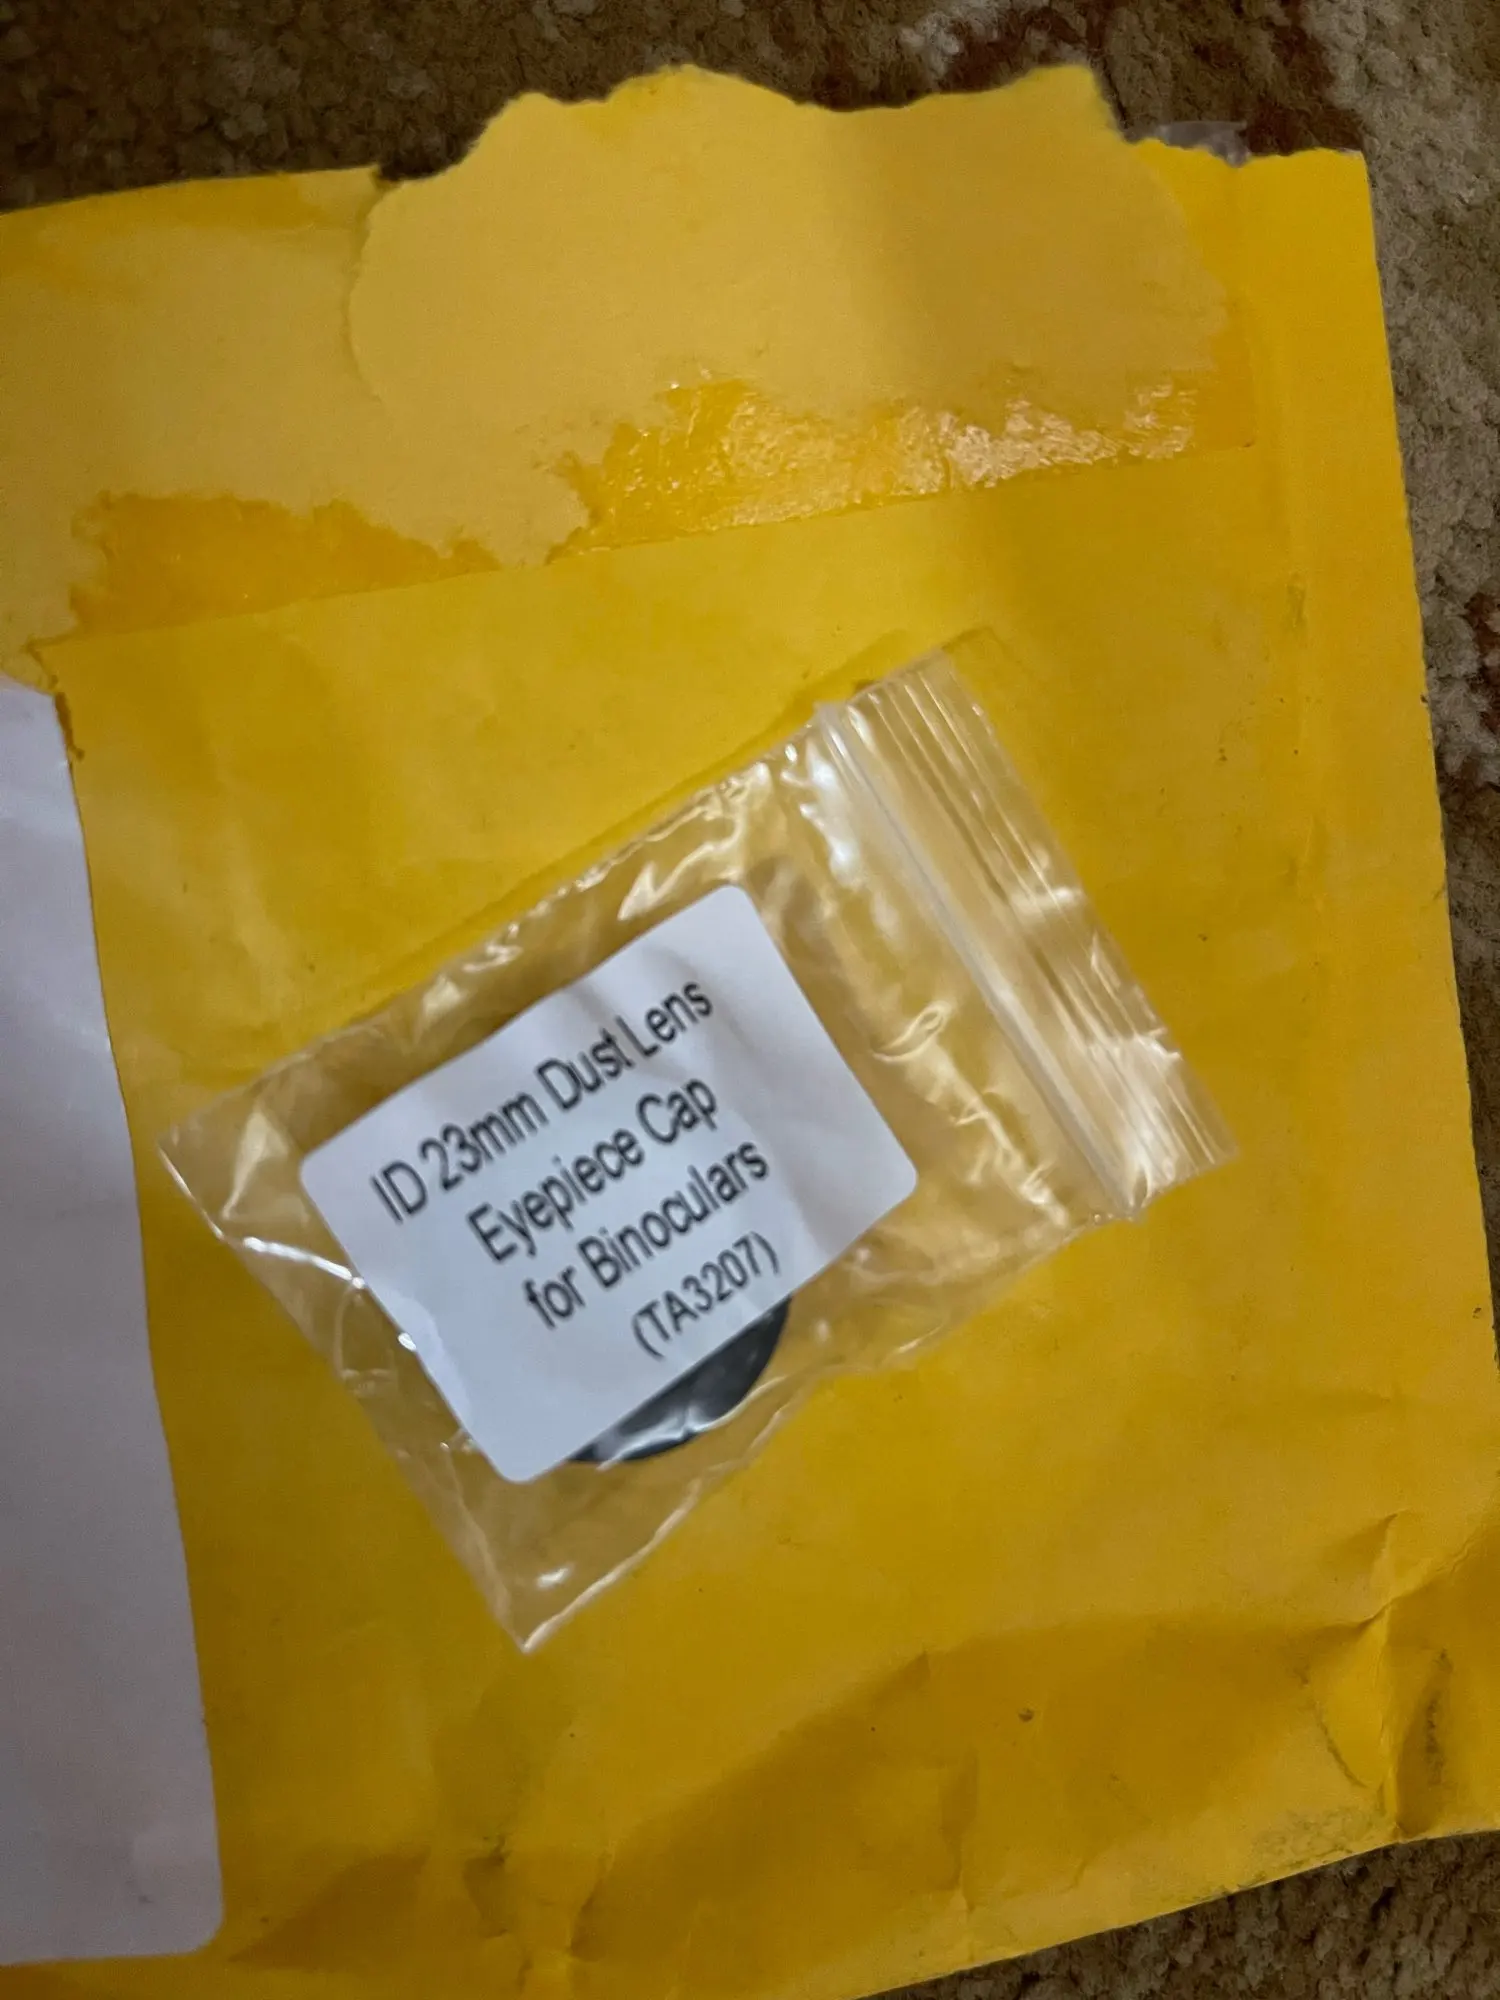 ID 23mm Dust Lens
Eyepiece Cap
for Binoculars
(TA3207)